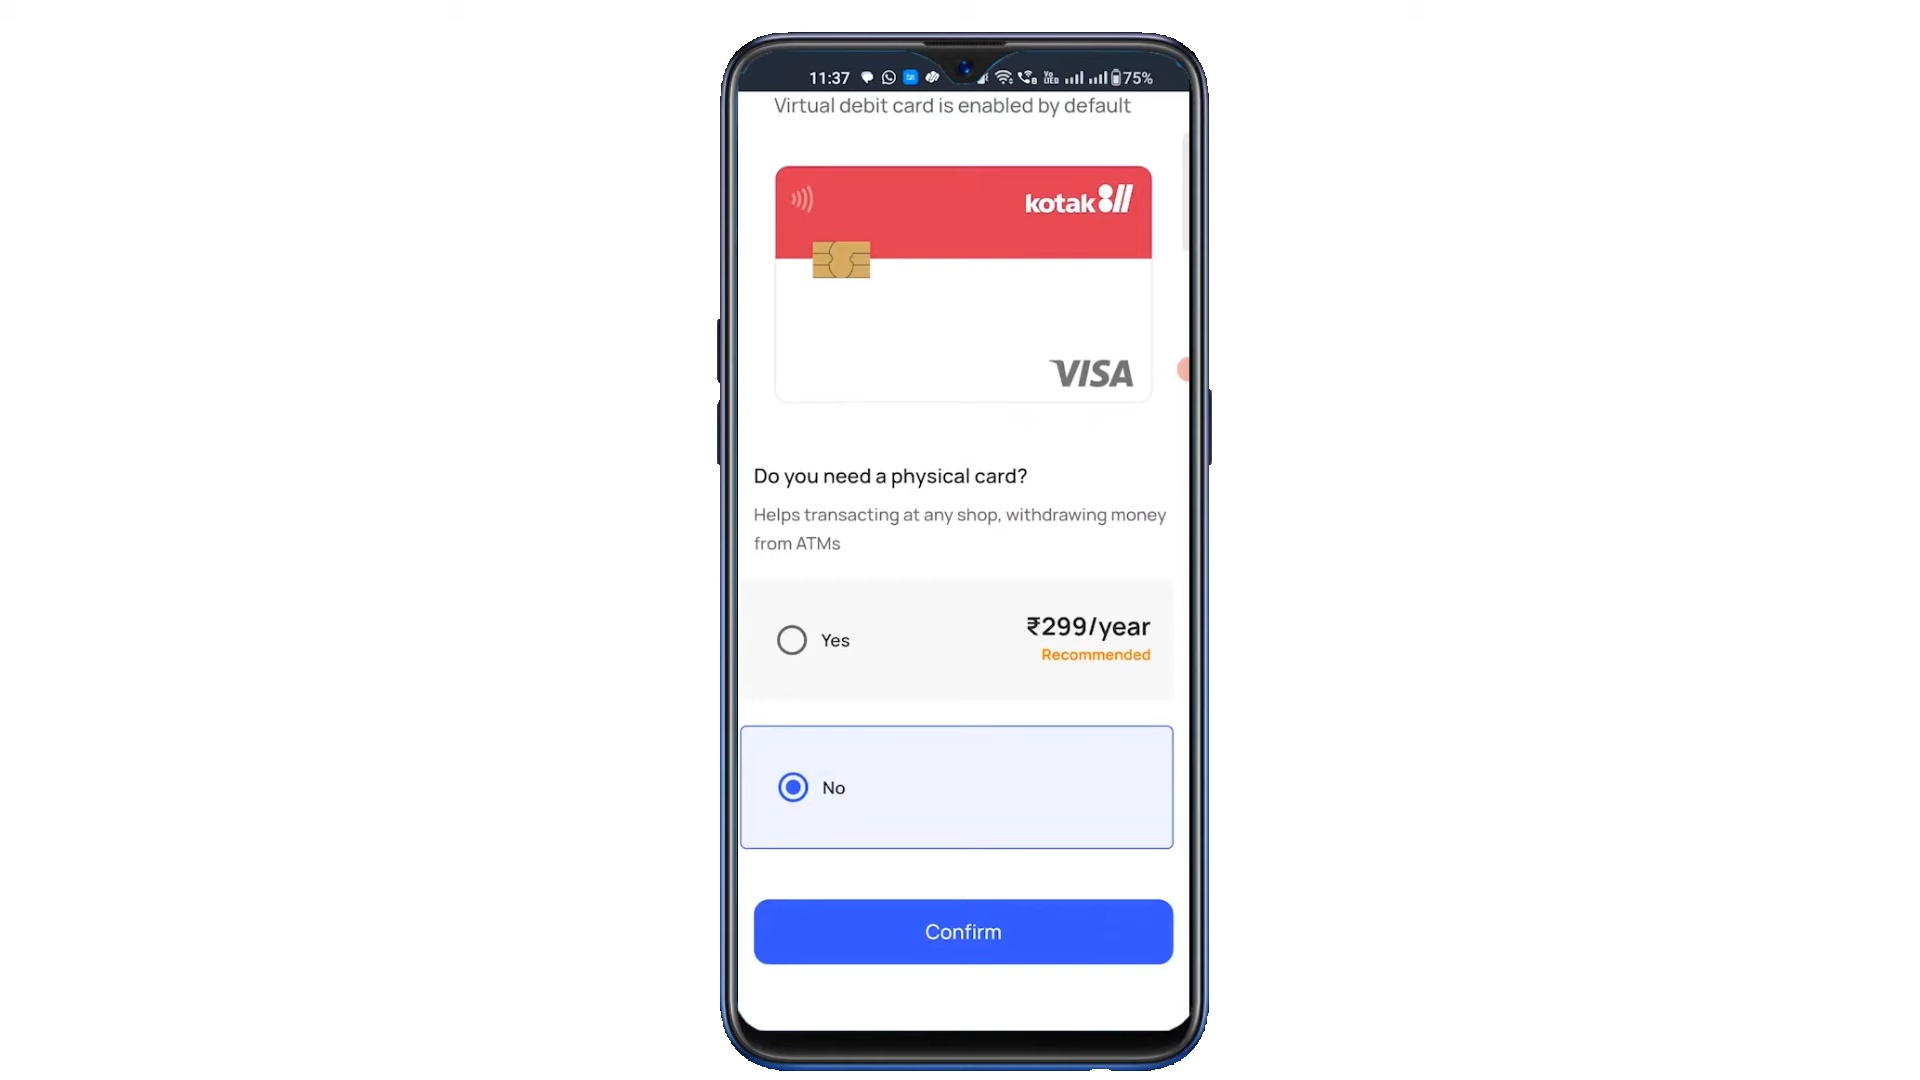 11:37
75%
Virtual debit card is enabled by default
kotak811
VISA
Do you need a physical card?
Helps transacting at any shop, withdrawing money
from ATMs
Yes
₹299/year
Recommended
No
Confirm